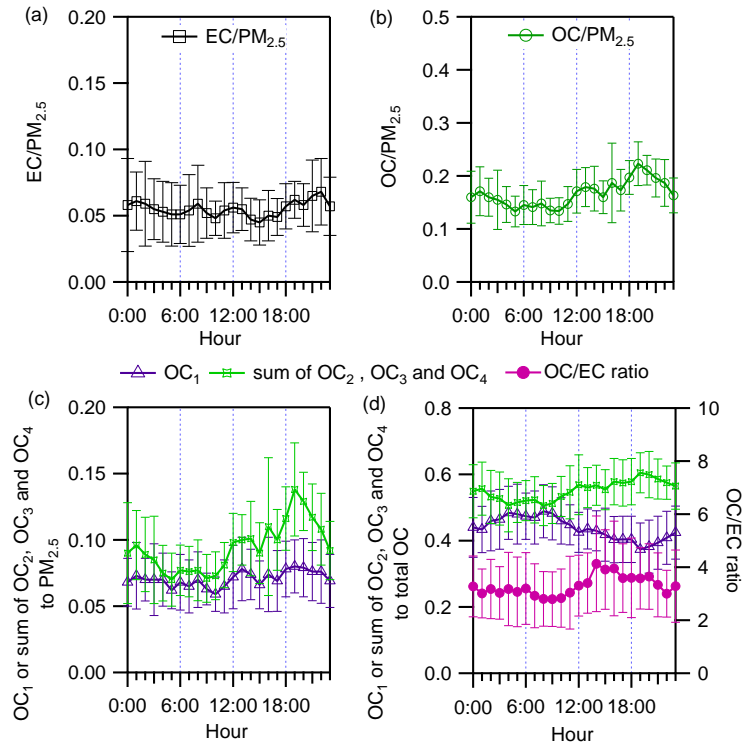 (a)
EC/PM2.5
0.20
0.15
0.10
0.05
0.00
EC/PM2.5
0:00 6:00 12:00 18:00
Hour
(b)
OC/PM2.5
0.5
0.4
0.3
0.2
0.1
0.0
OC/PM2.5
0:00 6:00 12:00 18:00
Hour
OC1 sum of OC2 , OC3 and OC4 OC/EC ratio
(c)
0.20
0.15
0.10
0.05
0.00
OC1 or sum of OC2, OC3 and OC4
to PM2.5
0:00 6:00 12:00 18:00
Hour
(d)
0.8
0.6
0.4
0.2
0.0
OC1 or sum of OC2, OC3 and OC4
to total OC
10
8
6
4
2
0
OC/EC ratio
0:00 6:00 12:00 18:00
Hour